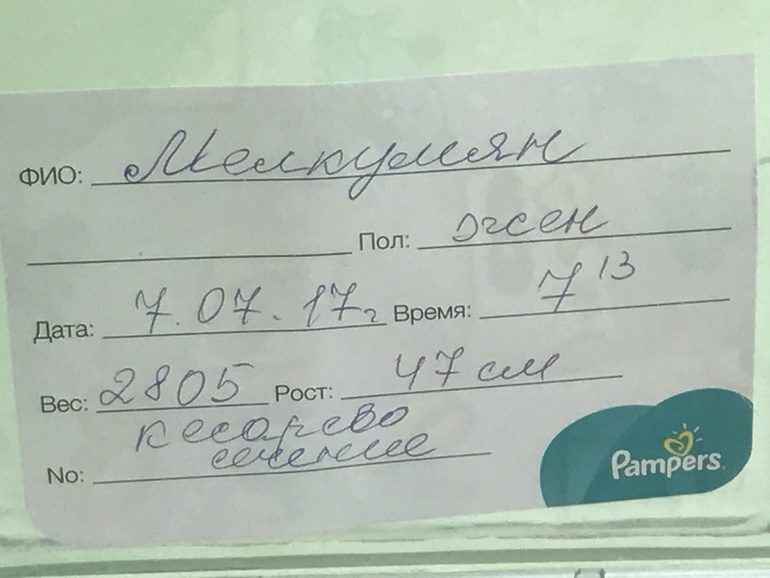 ФИО: Мелкумян
Пол: жен
Дата: 7.07.17г Время: 7 13
Вес: 2805 Рост: 47 см
кесарево
сечение
No:
Pampers